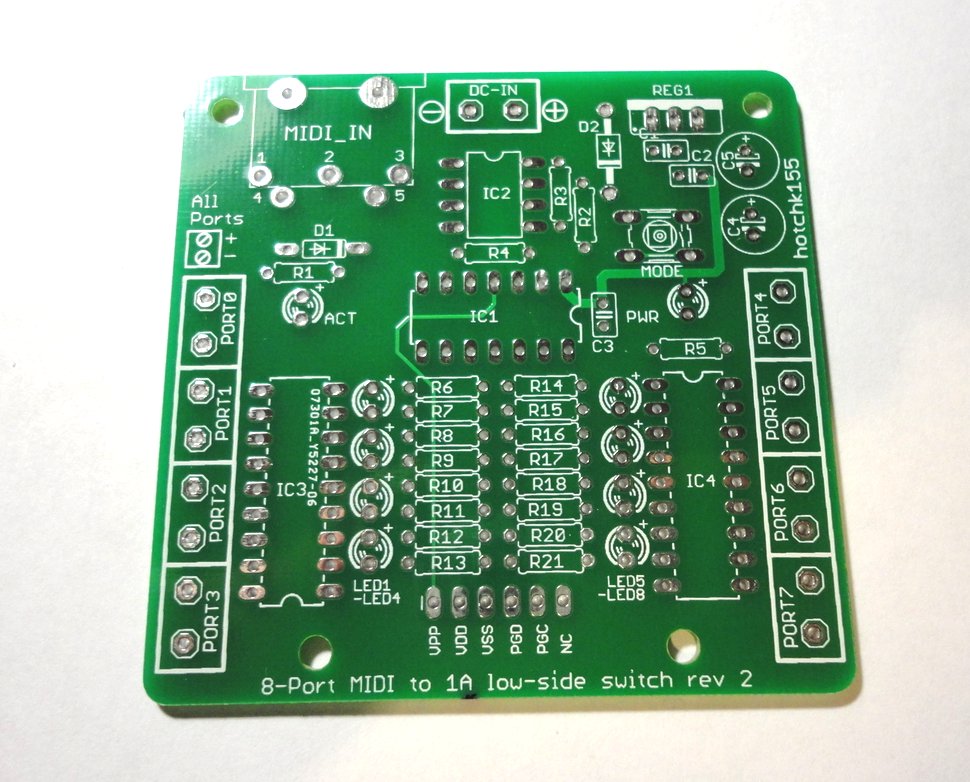 DC-IN
REG1
MIDI_IN
D2
C1
C2
C5
1
2
3
4
5
IC2
R3
R2
C4
hotchk155
All
Ports
+
-
D1
R4
R1
MODE
ACT
IC1
PWR
C3
R5
PORT0
PORT1
PORT2
PORT3
PORT4
PORT5
PORT6
PORT7
R6
R7
R8
R9
R10
R11
R12
R13
R14
R15
R16
R17
R18
R19
R20
R21
IC3
07301A_Y5227-06
IC4
LED1
-LED4
LED5
-LED8
VPP
VDD
VSS
PGD
PGC
NC
8-Port MIDI to 1A low-side switch rev 2